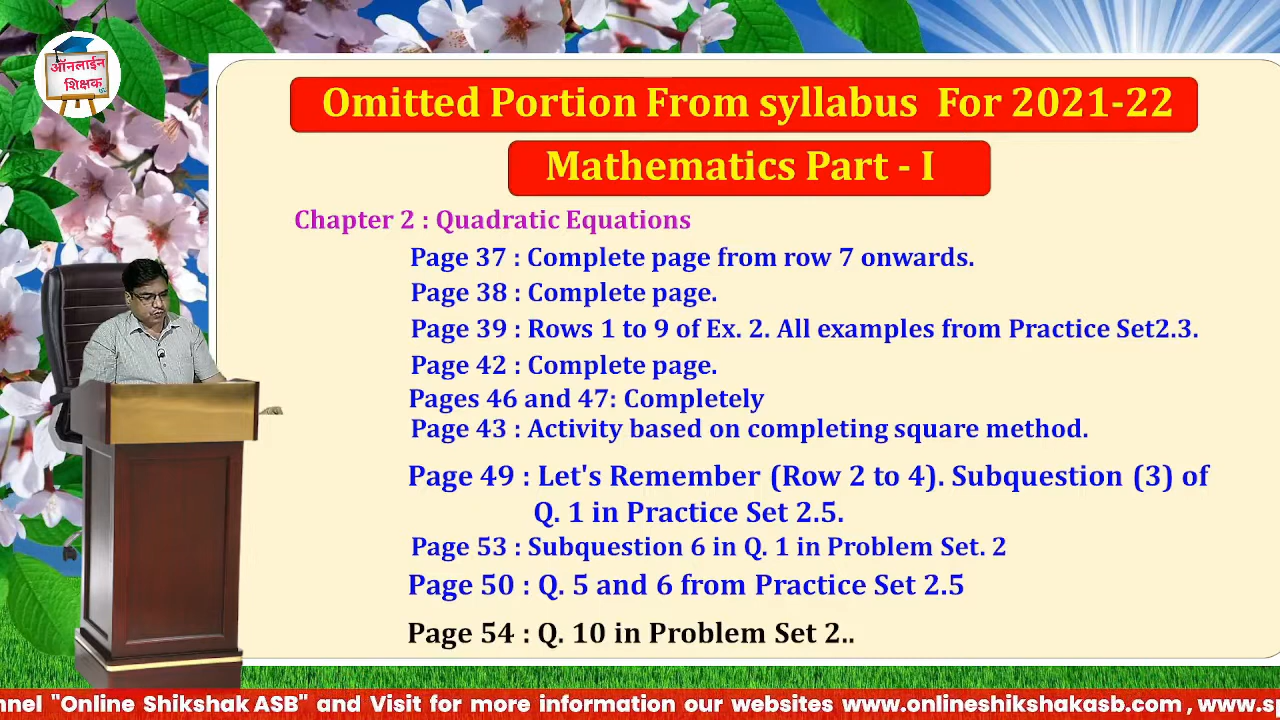 ऑनलाईन
शिक्षक
Omitted Portion From syllabus For 2021-22
Mathematics Part - I
Chapter 2 : Quadratic Equations
Page 37 : Complete page from row 7 onwards.
Page 38 : Complete page.
Page 39 : Rows 1 to 9 of Ex. 2. All examples from Practice Set2.3.
Page 42 : Complete page.
Pages 46 and 47: Completely
Page 43 : Activity based on completing square method.
Page 49 : Let's Remember (Row 2 to 4). Subquestion (3) of
Q. 1 in Practice Set 2.5.
Page 53 : Subquestion 6 in Q. 1 in Problem Set. 2
Page 50 : Q. 5 and 6 from Practice Set 2.5
Page 54 : Q. 10 in Problem Set 2..
nnel "Online Shikshak ASB" and Visit for more information our websites www.onlineshikshakasb.com , www.s